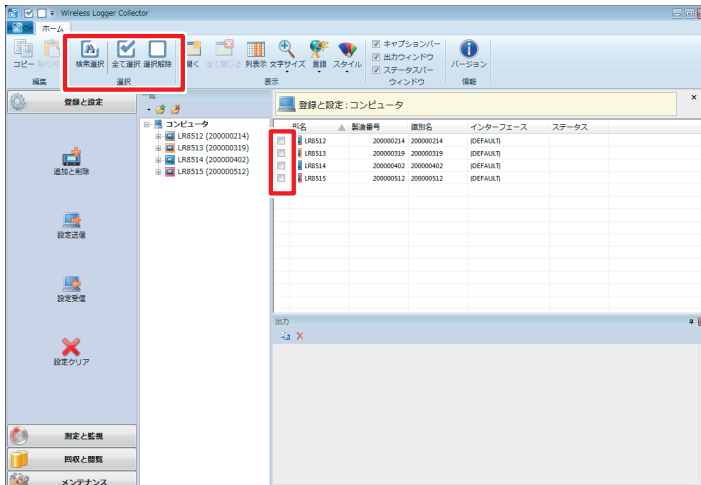 Wireless Logger Collector
ホーム
コピー 貼り付 検索選択 全て選択 選択解除 開く 全て閉じる 列表示 文字サイズ 言語 スタイル バージョン
キャプションバー
出力ウィンドウ
ステータスバー
編集 選択 表示 ウィンドウ 情報
登録と設定
一覧
登録と設定:コンピュータ
コンピュータ
LR8512 (200000214)
LR8513 (200000319)
LR8514 (200000402)
LR8515 (200000512)
形名 製造番号 識別名 インターフェース ステータス
LR8512 200000214 200000214 (DEFAULT)
LR8513 200000319 200000319 (DEFAULT)
LR8514 200000402 200000402 (DEFAULT)
LR8515 200000512 200000512 (DEFAULT)
追加と削除
設定送信
設定受信
設定クリア
出力
測定と監視
回収と閲覧
メンテナンス